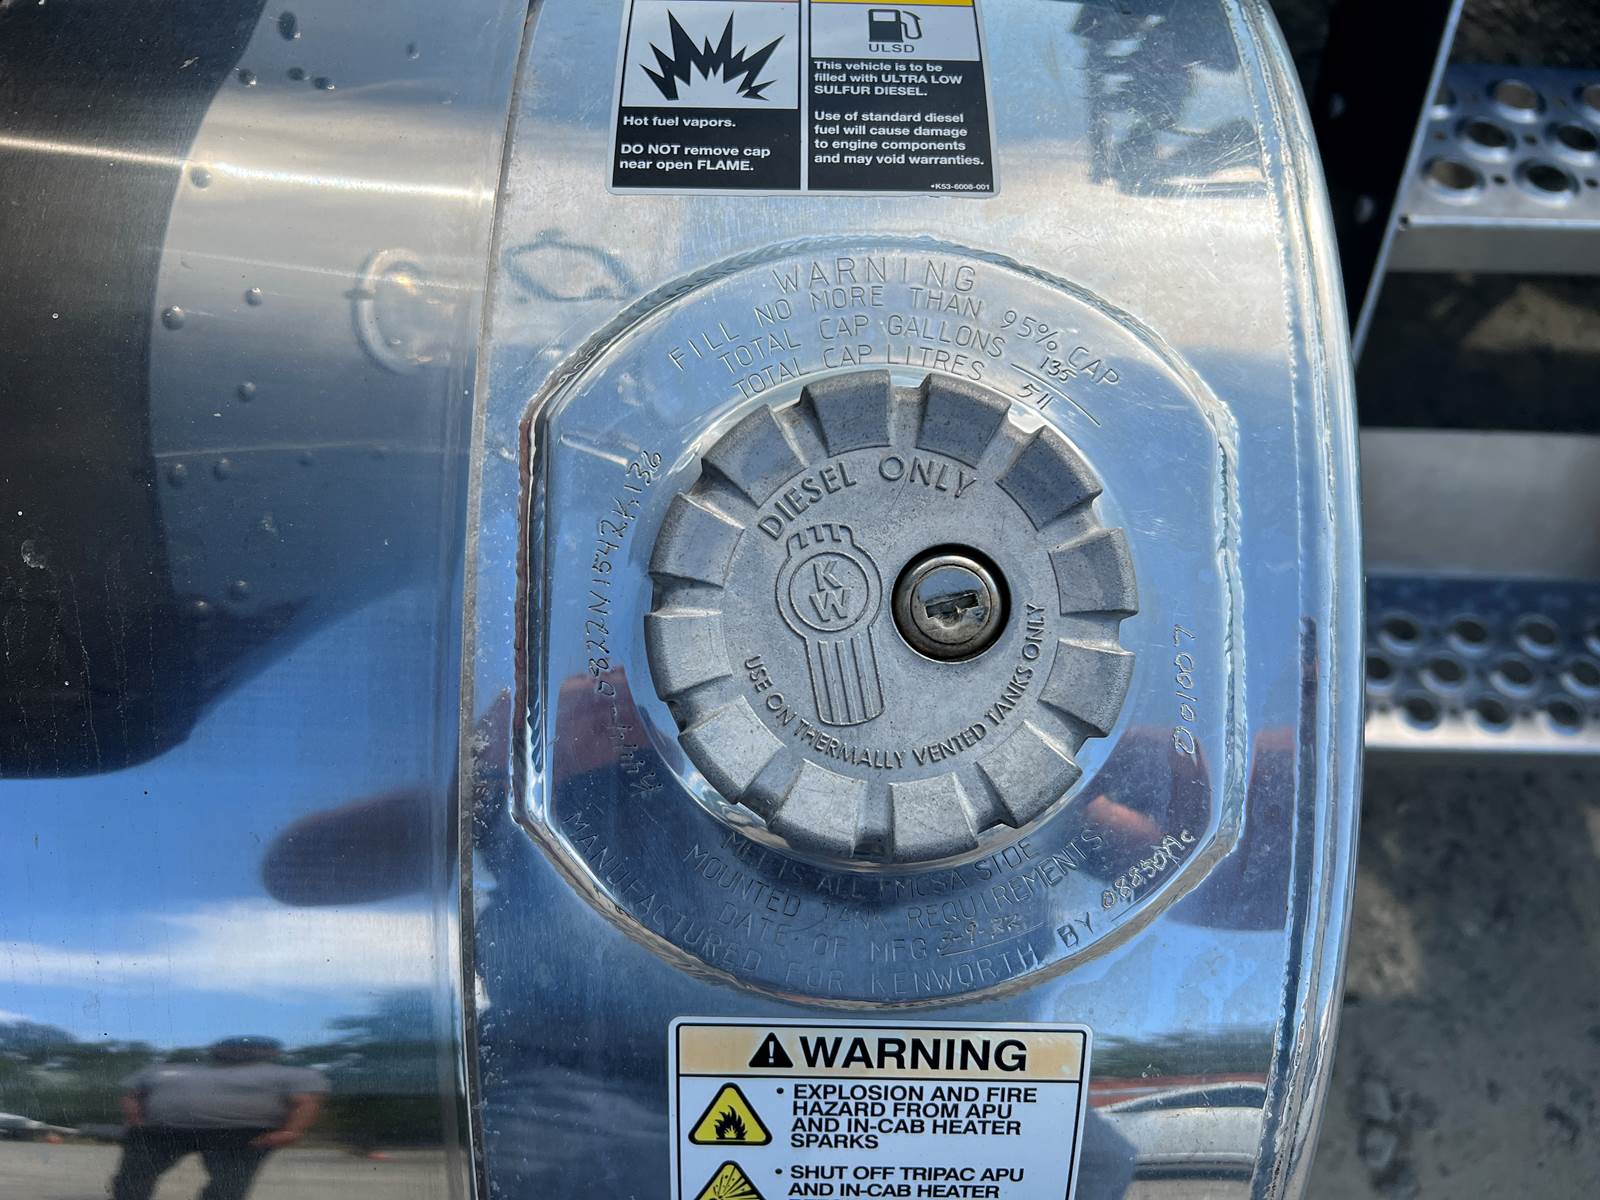 Hot fuel vapors.
DO NOT remove cap
near open FLAME.
ULSD
This vehicle is to be
filled with ULTRA LOW
SULFUR DIESEL.
Use of standard diesel
fuel will cause damage
to engine components
and may void warranties.
•K53-6008-001
WARNING
FILL NO MORE THAN 95% CAP
TOTAL CAP GALLONS 135
TOTAL CAP LITRES 511
DIESEL ONLY
KW
USE ON THERMALLY VENTED TANKS ONLY
001007
MEETS ALL FMCSA SIDE
MOUNTED TANK REQUIREMENTS
DATE OF MFG
MANUFACTURED FOR KENWORTH BY
WARNING
• EXPLOSION AND FIRE
HAZARD FROM APU
AND IN-CAB HEATER
SPARKS
• SHUT OFF TRIPAC APU
AND IN-CAB HEATER